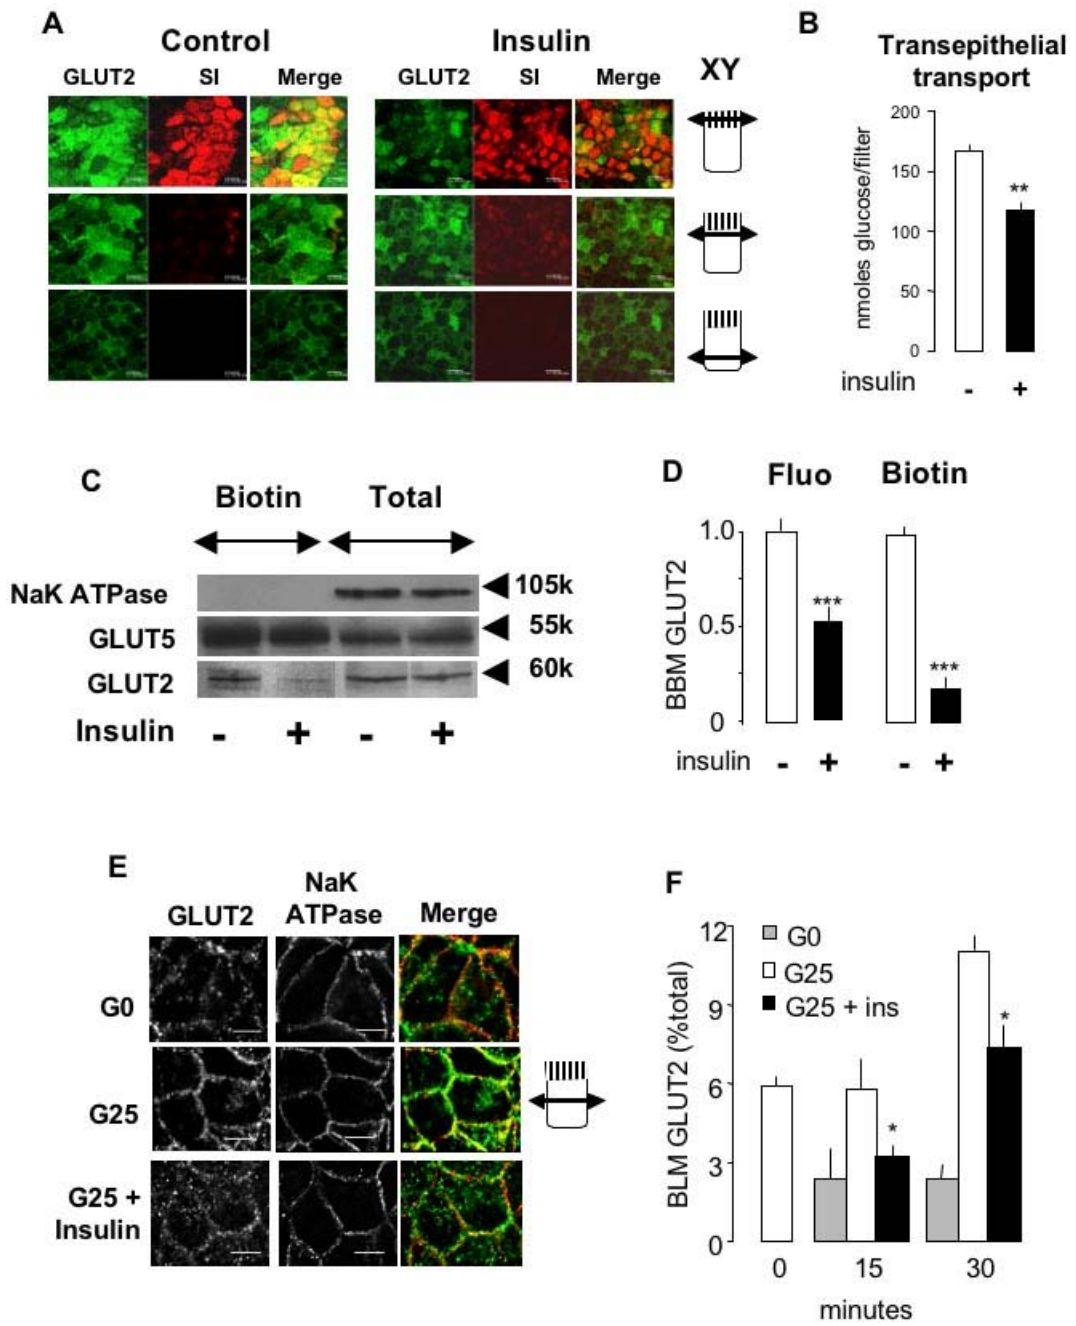 A
Control
Insulin
GLUT2 SI Merge
GLUT2 SI Merge
XY
B
Transepithelial
transport
nmoles glucose/filter
200
150
100
50
0
**
insulin - +
C
Biotin Total
NaK ATPase 105k
GLUT5 55k
GLUT2 60k
Insulin - + - +
D
Fluo Biotin
BBM GLUT2
1.0
0.5
0
***
***
insulin - + - +
E
GLUT2
NaK
ATPase
Merge
G0
G25
G25 +
Insulin
F
BLM GLUT2 (%total)
12
9
6
3
0
G0
G25
G25 + ins
*
*
0 15 30
minutes